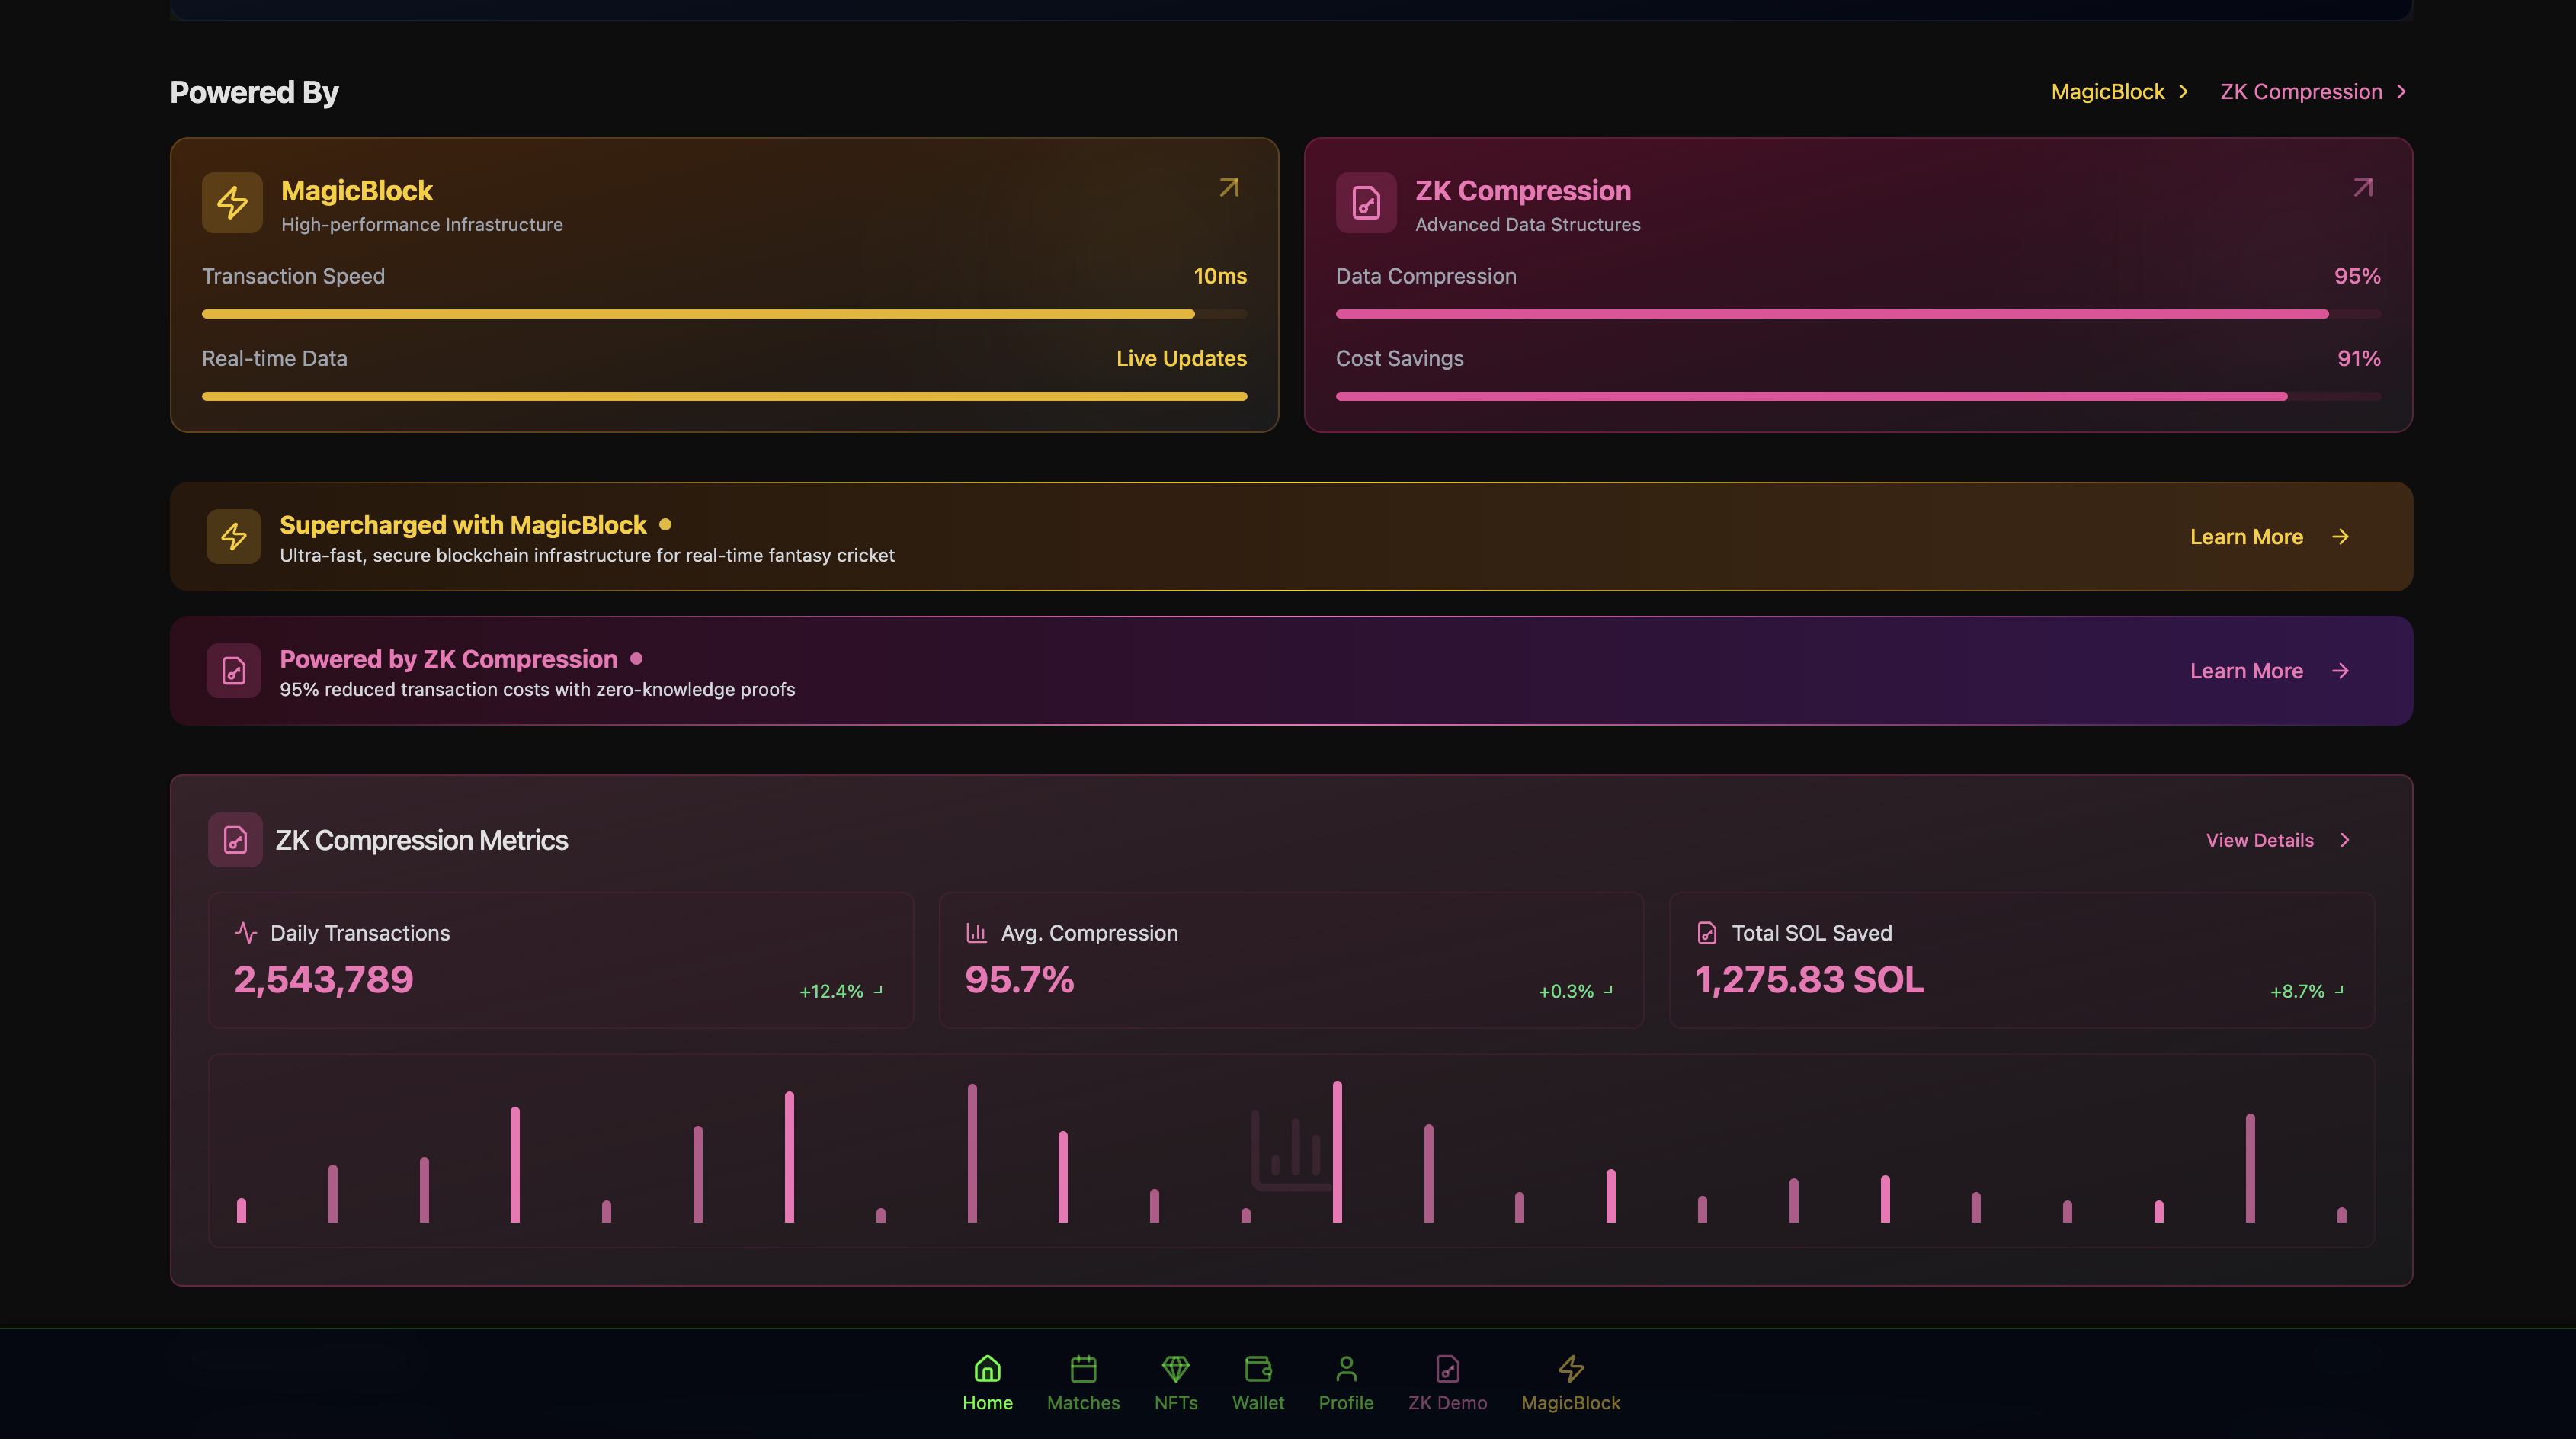 Powered By
MagicBlock
ZK Compression
MagicBlock
High-performance Infrastructure
Transaction Speed
10ms
Real-time Data
Live Updates
ZK Compression
Advanced Data Structures
Data Compression
95%
Cost Savings
91%
Supercharged with MagicBlock
Ultra-fast, secure blockchain infrastructure for real-time fantasy cricket
Learn More
Powered by ZK Compression
95% reduced transaction costs with zero-knowledge proofs
Learn More
ZK Compression Metrics
View Details
Daily Transactions
2,543,789
+12.4%
Avg. Compression
95.7%
+0.3%
Total SOL Saved
1,275.83 SOL
+8.7%
Home
Matches
NFTs
Wallet
Profile
ZK Demo
MagicBlock